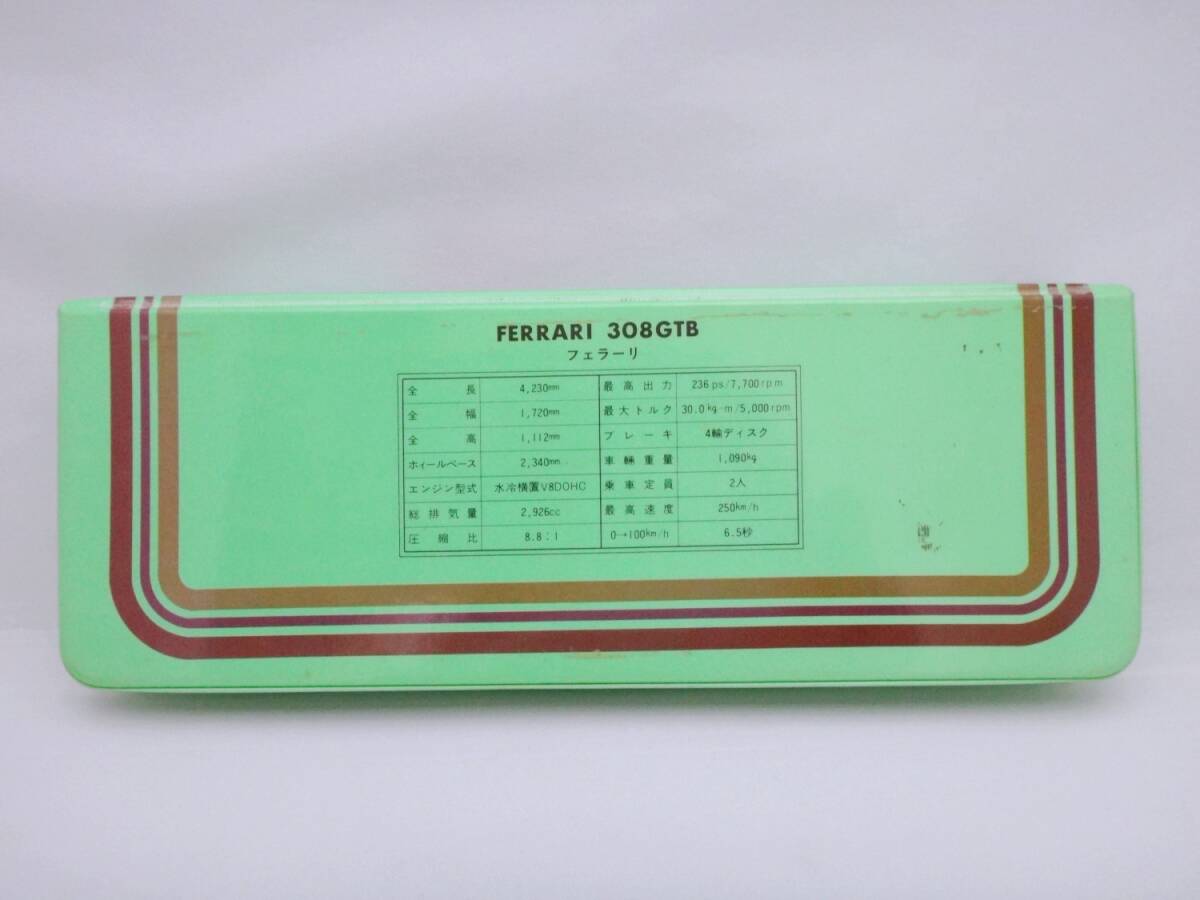 FERRARI 308GTB
フェラーリ
全長 4,230mm 最高出力 236ps/7,700rpm
全幅 1,720mm 最大トルク 30.0kg-m/5,000rpm
全高 1,112mm ブレーキ 4輪ディスク
ホイールベース 2,340mm 車輛重量 1,090kg
エンジン型式 水冷横置V8DOHC 乗車定員 2人
総排気量 2,926cc 最高速度 250km/h
圧縮比 8.8:1 0→100km/h 6.5秒